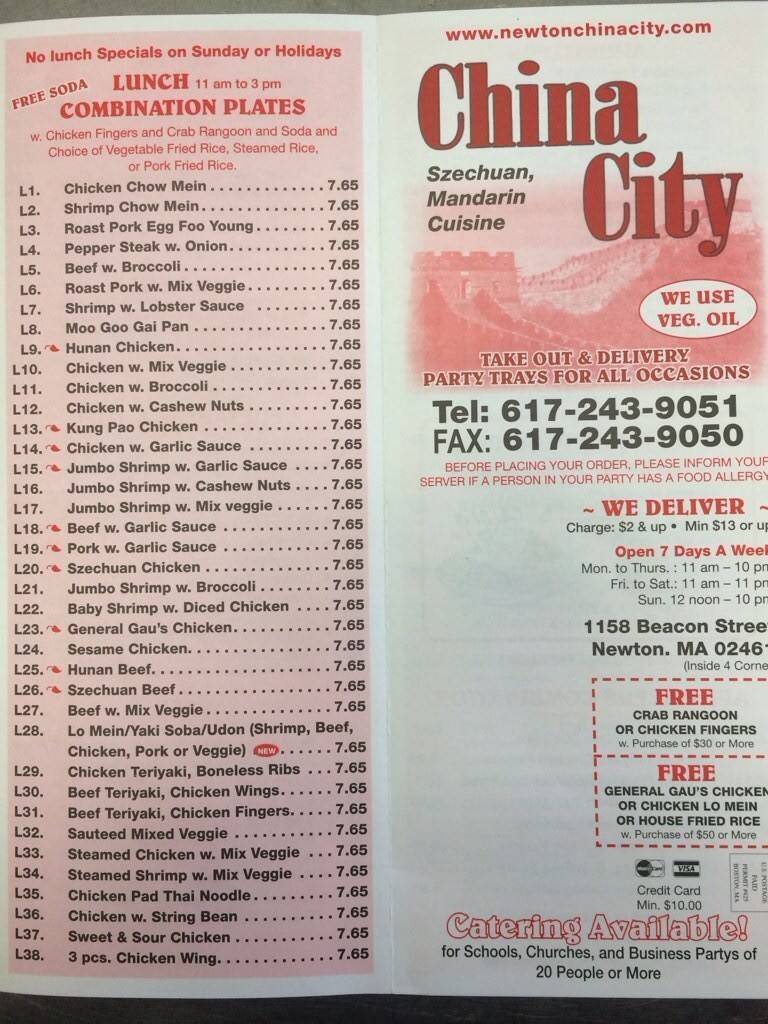 No lunch Specials on Sunday or Holidays
FREE SODA
LUNCH 11 am to 3 pm
COMBINATION PLATES
w. Chicken Fingers and Crab Rangoon and Soda and
Choice of Vegetable Fried Rice, Steamed Rice,
or Pork Fried Rice.
L1. Chicken Chow Mein . . . . . . . . . . . . 7.65
L2. Shrimp Chow Mein . . . . . . . . . . . . . 7.65
L3. Roast Pork Egg Foo Young . . . . . . . . 7.65
L4. Pepper Steak w. Onion . . . . . . . . . . . 7.65
L5. Beef w. Broccoli . . . . . . . . . . . . . . . 7.65
L6. Roast Pork w. Mix Veggie . . . . . . . . . 7.65
L7. Shrimp w. Lobster Sauce . . . . . . . . . 7.65
L8. Moo Goo Gai Pan . . . . . . . . . . . . . . 7.65
L9. Hunan Chicken . . . . . . . . . . . . . . . . 7.65
L10. Chicken w. Mix Veggie . . . . . . . . . . . 7.65
L11. Chicken w. Broccoli . . . . . . . . . . . . . 7.65
L12. Chicken w. Cashew Nuts . . . . . . . . . 7.65
L13. Kung Pao Chicken . . . . . . . . . . . . . 7.65
L14. Chicken w. Garlic Sauce . . . . . . . . . 7.65
L15. Jumbo Shrimp w. Garlic Sauce . . . . 7.65
L16. Jumbo Shrimp w. Cashew Nuts . . . . 7.65
L17. Jumbo Shrimp w. Mix veggie . . . . . . 7.65
L18. Beef w. Garlic Sauce . . . . . . . . . . . . 7.65
L19. Pork w. Garlic Sauce . . . . . . . . . . . . 7.65
L20. Szechuan Chicken . . . . . . . . . . . . . 7.65
L21. Jumbo Shrimp w. Broccoli . . . . . . . . 7.65
L22. Baby Shrimp w. Diced Chicken . . . . 7.65
L23. General Gau's Chicken . . . . . . . . . . . 7.65
L24. Sesame Chicken . . . . . . . . . . . . . . . 7.65
L25. Hunan Beef . . . . . . . . . . . . . . . . . . . 7.65
L26. Szechuan Beef . . . . . . . . . . . . . . . . 7.65
L27. Beef w. Mix Veggie . . . . . . . . . . . . . 7.65
L28. Lo Mein/Yaki Soba/Udon (Shrimp, Beef,
Chicken, Pork or Veggie) NEW . . . . . . 7.65
L29. Chicken Teriyaki, Boneless Ribs . . . 7.65
L30. Beef Teriyaki, Chicken Wings . . . . . . 7.65
L31. Beef Teriyaki, Chicken Fingers . . . . . 7.65
L32. Sauteed Mixed Veggie . . . . . . . . . . . 7.65
L33. Steamed Chicken w. Mix Veggie . . . 7.65
L34. Steamed Shrimp w. Mix Veggie . . . . 7.65
L35. Chicken Pad Thai Noodle . . . . . . . . . 7.65
L36. Chicken w. String Bean . . . . . . . . . . 7.65
L37. Sweet & Sour Chicken . . . . . . . . . . . 7.65
L38. 3 pcs. Chicken Wing . . . . . . . . . . . . . 7.65
www.newtonchinacity.com
China
City
Szechuan,
Mandarin
Cuisine
WE USE
VEG. OIL
TAKE OUT & DELIVERY
PARTY TRAYS FOR ALL OCCASIONS
Tel: 617-243-9051
FAX: 617-243-9050
BEFORE PLACING YOUR ORDER, PLEASE INFORM YOUR
SERVER IF A PERSON IN YOUR PARTY HAS A FOOD ALLERGY
~ WE DELIVER ~
Charge: $2 & up • Min $13 or up
Open 7 Days A Week
Mon. to Thurs. : 11 am – 10 pm
Fri. to Sat.: 11 am – 11 pm
Sun. 12 noon – 10 pm
1158 Beacon Stree
Newton. MA 0246
(Inside 4 Corne
FREE
CRAB RANGOON
OR CHICKEN FINGERS
w. Purchase of $30 or More
FREE
GENERAL GAU'S CHICKEN
OR CHICKEN LO MEIN
OR HOUSE FRIED RICE
w. Purchase of $50 or More
MasterCard VISA
Credit Card
Min. $10.00
U.S. POSTAGE
PAID
BOSTON, MA
Catering Available!
for Schools, Churches, and Business Partys of
20 People or More